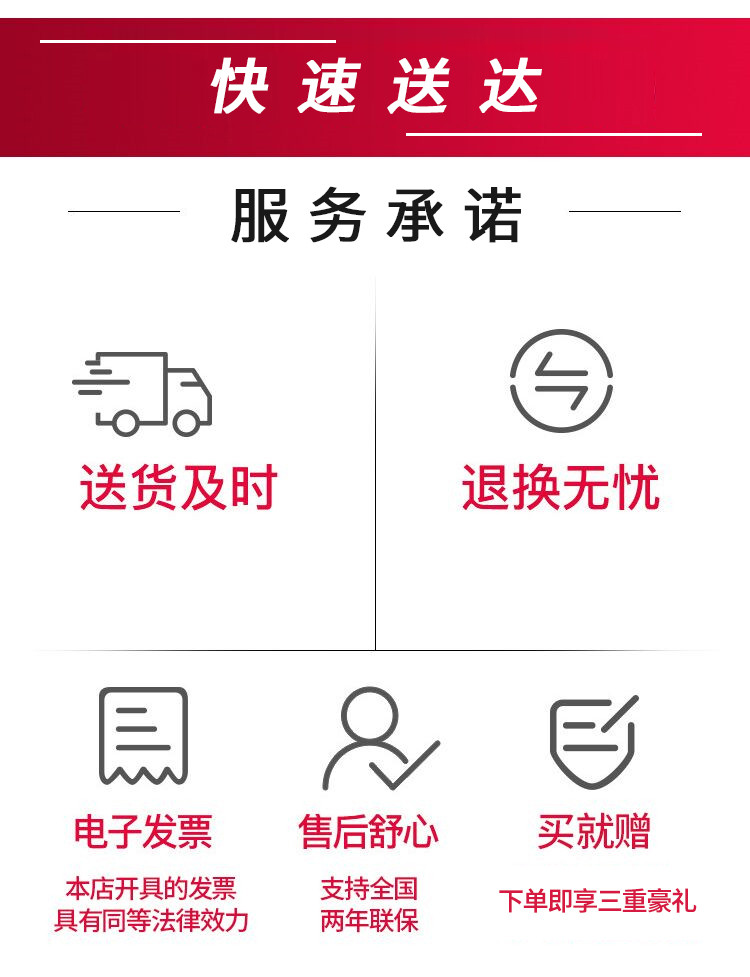 快速送达
服务承诺
送货及时
退换无忧
电子发票
本店开具的发票
具有同等法律效力
售后舒心
支持全国
两年联保
买就赠
下单即享三重豪礼